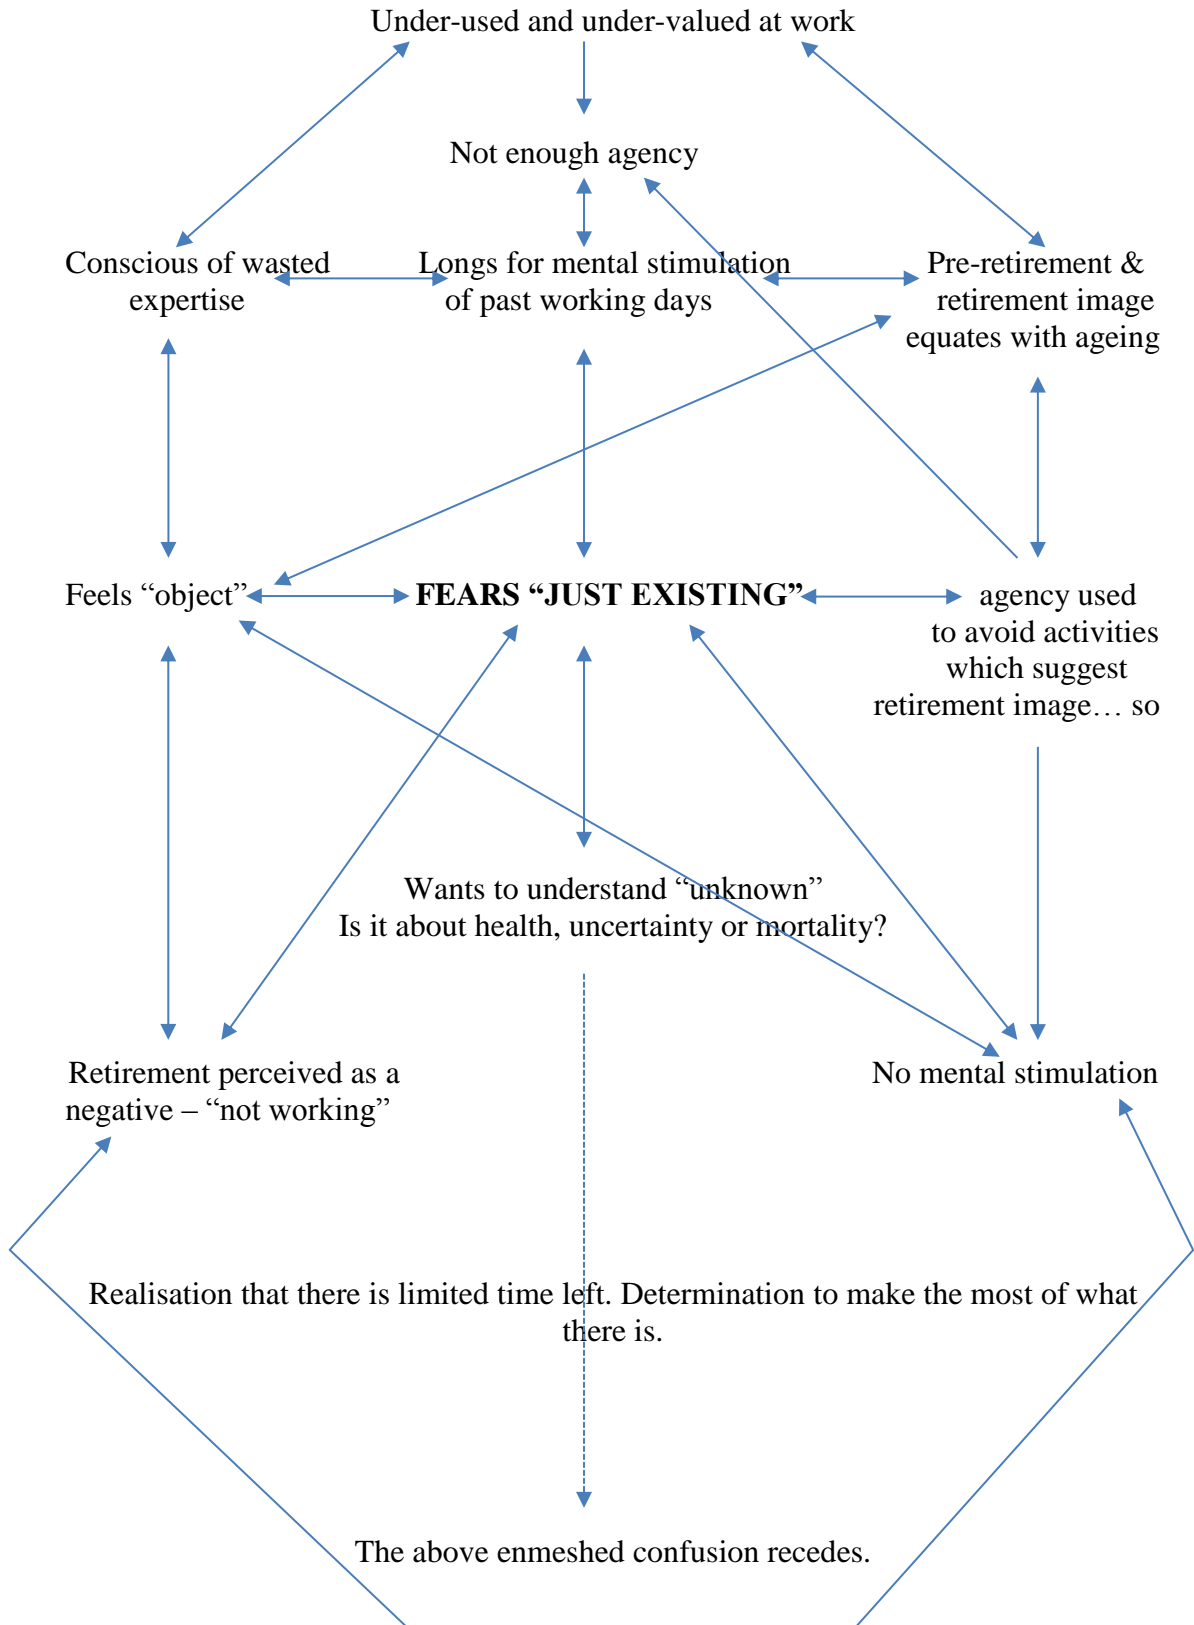 Under-used and under-valued at work
Not enough agency
Conscious of wasted
expertise
Longs for mental stimulation
of past working days
Pre-retirement &
retirement image
equates with ageing
Feels “object”
FEARS “JUST EXISTING”
agency used
to avoid activities
which suggest
retirement image… so
Wants to understand “unknown”
Is it about health, uncertainty or mortality?
Retirement perceived as a
negative – “not working”
No mental stimulation
Realisation that there is limited time left. Determination to make the most of what
there is.
The above enmeshed confusion recedes.